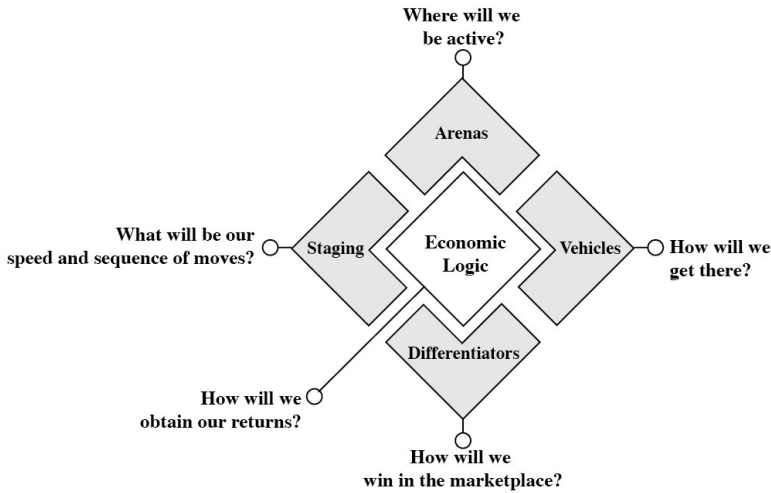 Where will we
be active?
Arenas
What will be our
speed and sequence of moves?
Staging
Economic
Logic
Vehicles
How will we
get there?
Differentiators
How will we
obtain our returns?
How will we
win in the marketplace?